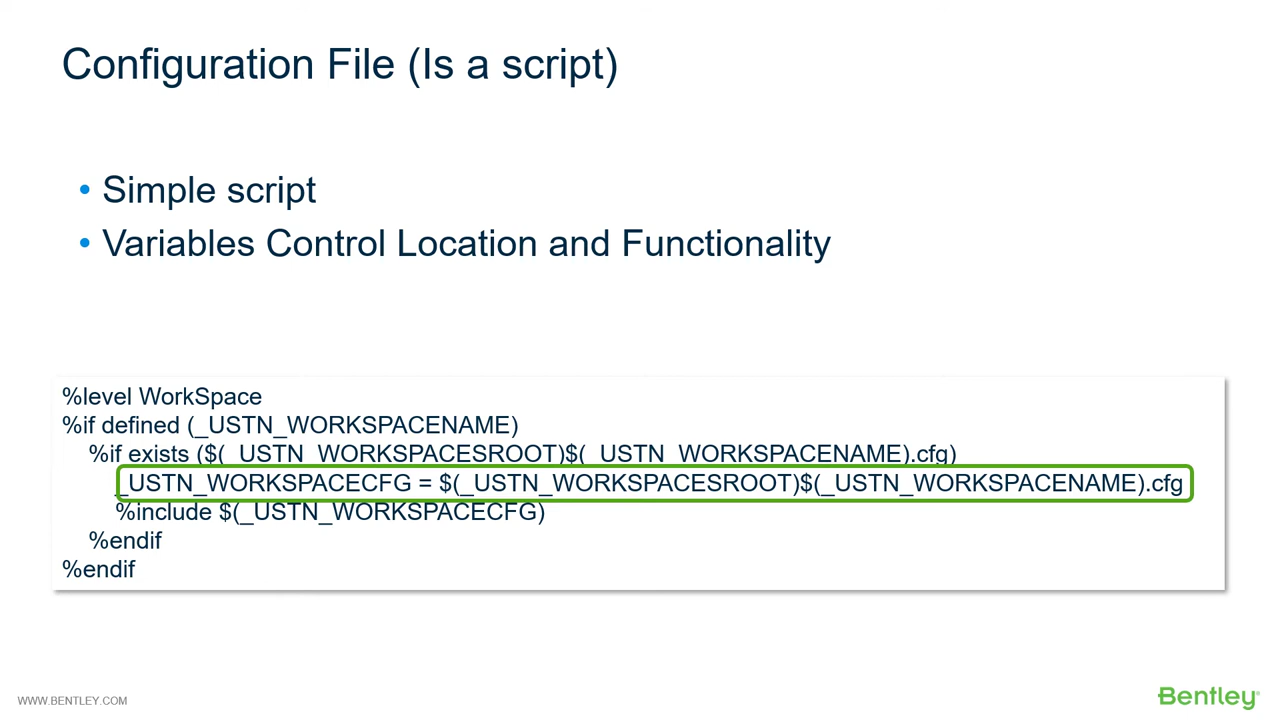 Configuration File (Is a script)
• Simple script
• Variables Control Location and Functionality
%level WorkSpace
%if defined (_USTN_WORKSPACENAME)
%if exists ($(_USTN_WORKSPACESROOT)$(_USTN_WORKSPACENAME).cfg)
_USTN_WORKSPACECFG = $(_USTN_WORKSPACESROOT)$(_USTN_WORKSPACENAME).cfg
%include $(_USTN_WORKSPACECFG)
%endif
%endif
WWW.BENTLEY.COM
Bentley